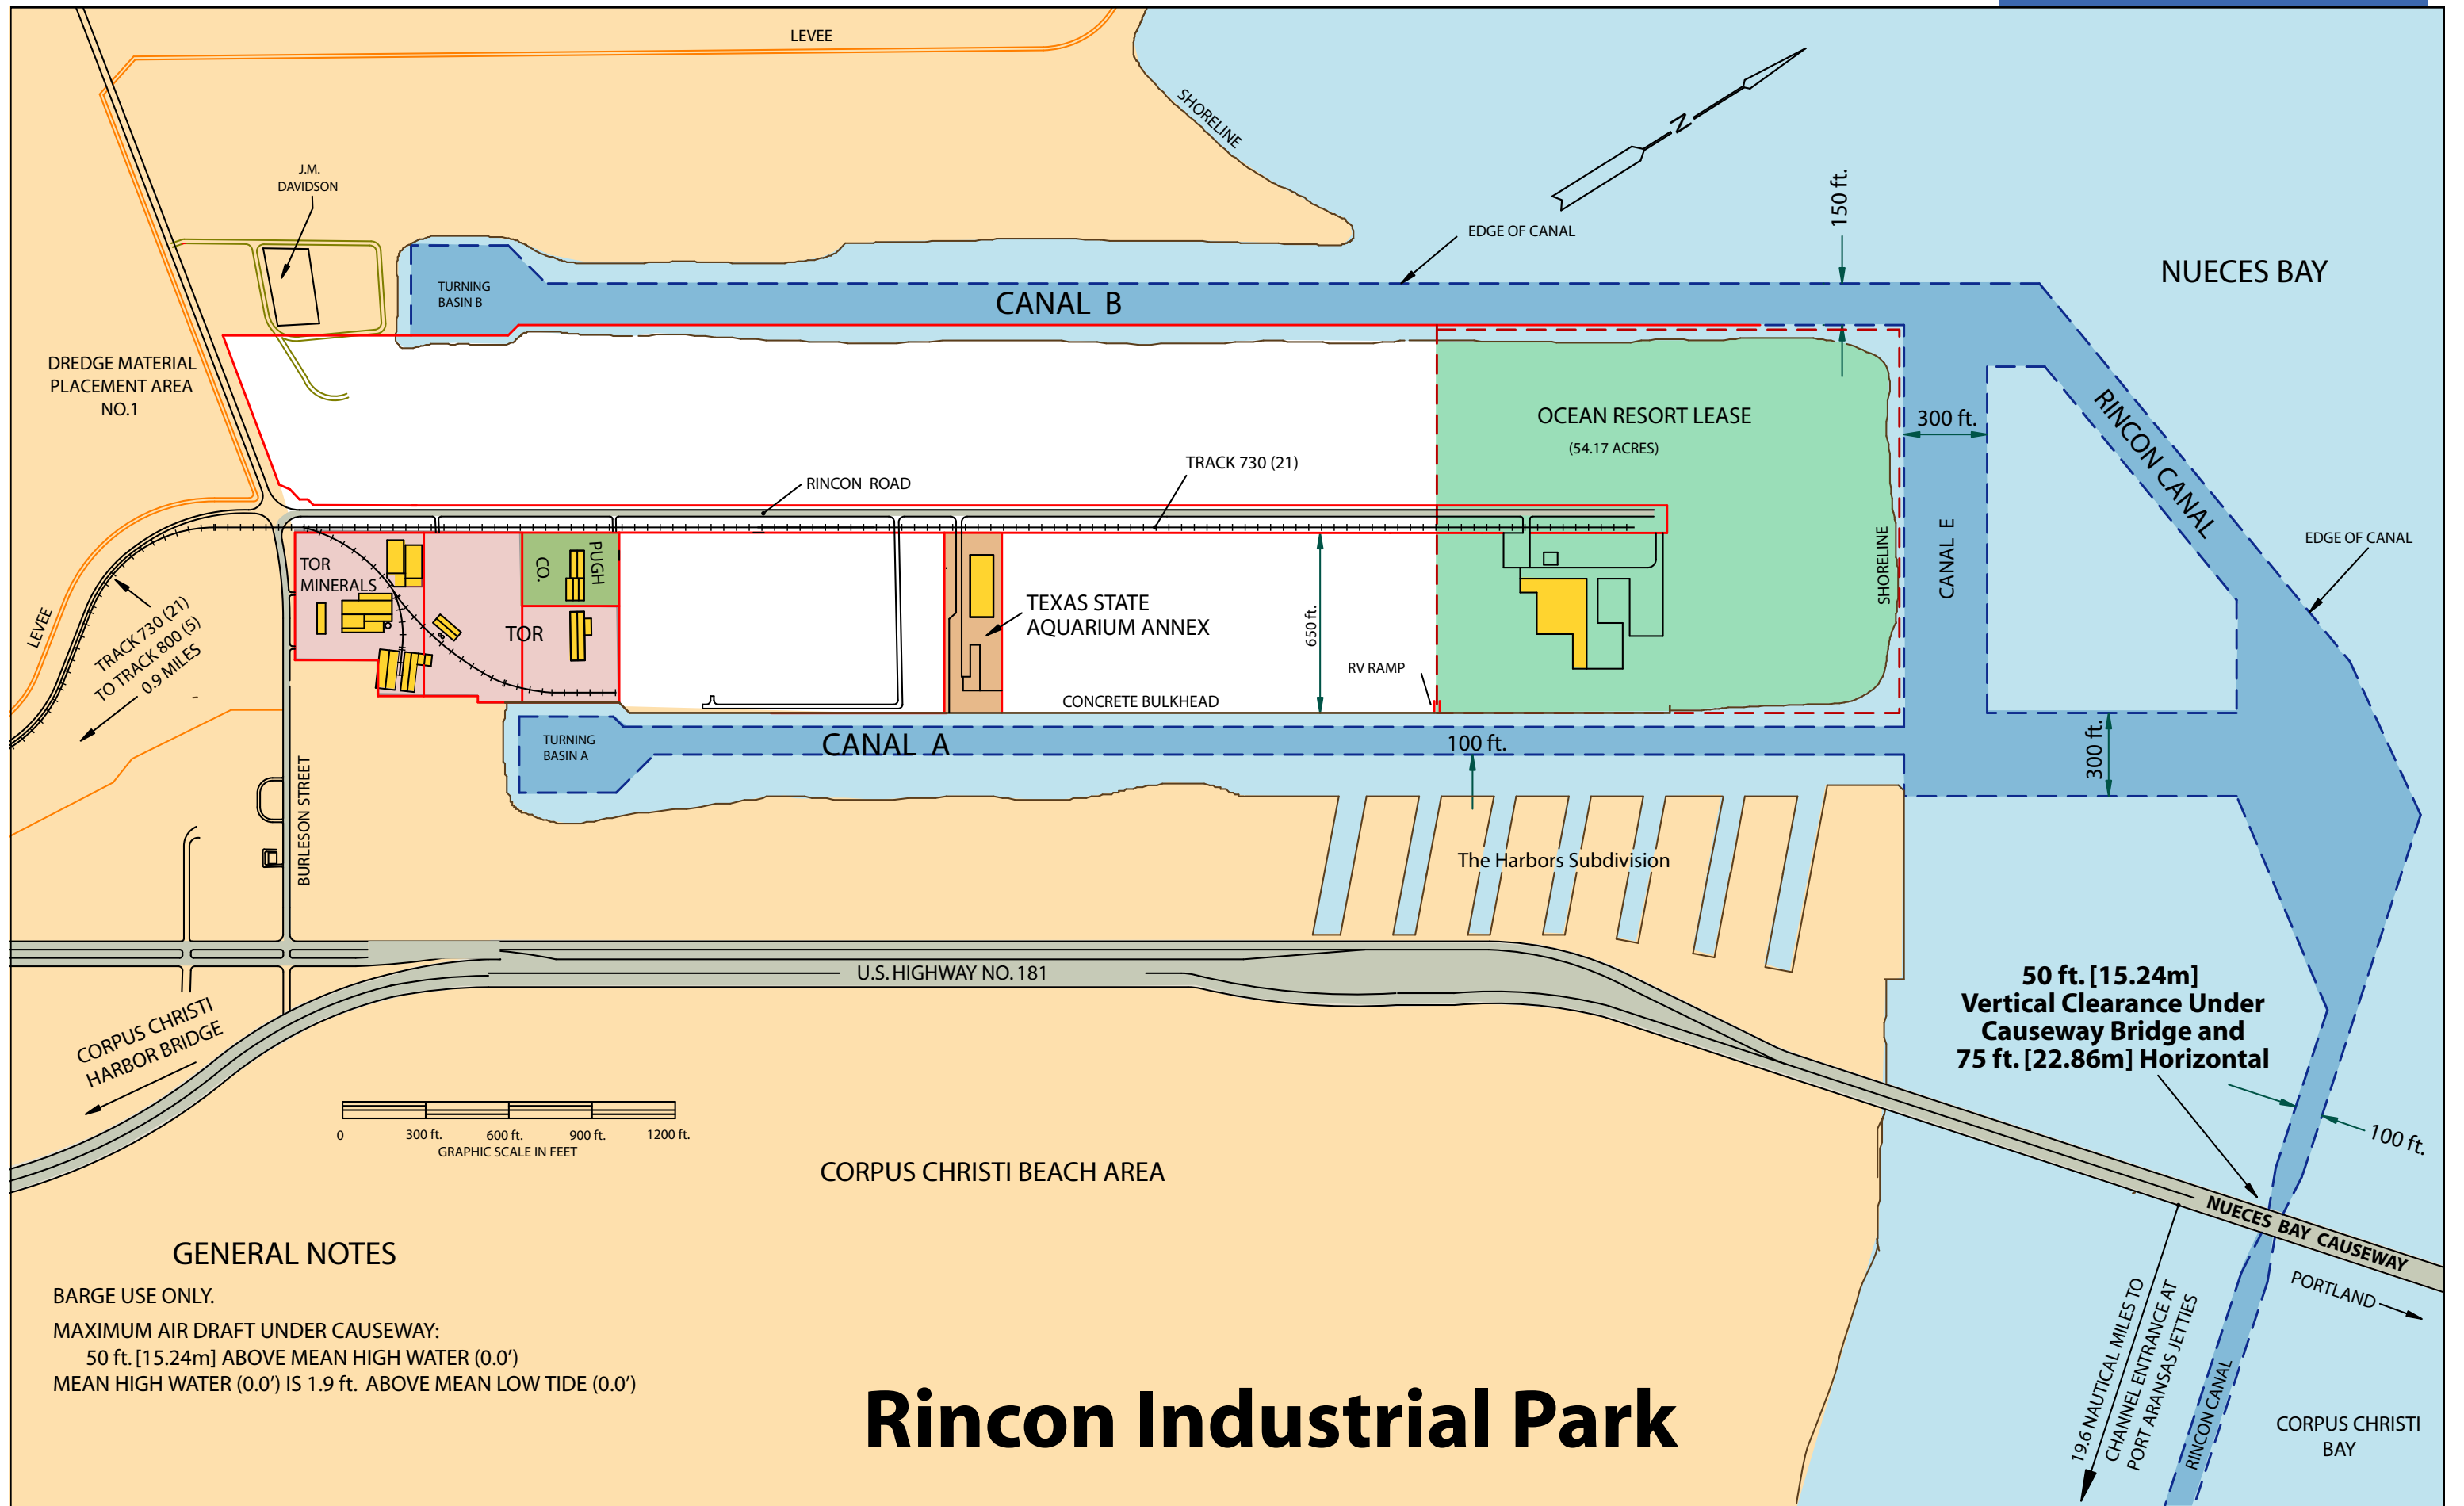 LEVEE
SHORELINE
N
J.M.
DAVIDSON
EDGE OF CANAL
150 ft.
NUECES BAY
TURNING
BASIN B
CANAL B
DREDGE MATERIAL
PLACEMENT AREA
NO.1
OCEAN RESORT LEASE
(54.17 ACRES)
300 ft.
RINCON CANAL
TRACK 730 (21)
RINCON ROAD
EDGE OF CANAL
SHORELINE
CANAL E
TOR
MINERALS
PUGH
CO.
TOR
TEXAS STATE
AQUARIUM ANNEX
650 ft.
RV RAMP
CONCRETE BULKHEAD
LEVEE
TRACK 730 (21)
TO TRACK 800 (5)
0.9 MILES
TURNING
BASIN A
CANAL A
100 ft.
300 ft.
BURLESON STREET
The Harbors Subdivision
U.S. HIGHWAY NO. 181
50 ft. [15.24m]
Vertical Clearance Under
Causeway Bridge and
75 ft. [22.86m] Horizontal
CORPUS CHRISTI
HARBOR BRIDGE
0 300 ft. 600 ft. 900 ft. 1200 ft.
GRAPHIC SCALE IN FEET
100 ft.
CORPUS CHRISTI BEACH AREA
NUECES BAY CAUSEWAY
PORTLAND
GENERAL NOTES
BARGE USE ONLY.
MAXIMUM AIR DRAFT UNDER CAUSEWAY:
50 ft. [15.24m] ABOVE MEAN HIGH WATER (0.0')
MEAN HIGH WATER (0.0') IS 1.9 ft. ABOVE MEAN LOW TIDE (0.0')
19.6 NAUTICAL MILES TO
CHANNEL ENTRANCE AT
PORT ARANSAS JETTIES
RINCON CANAL
CORPUS CHRISTI
BAY
Rincon Industrial Park